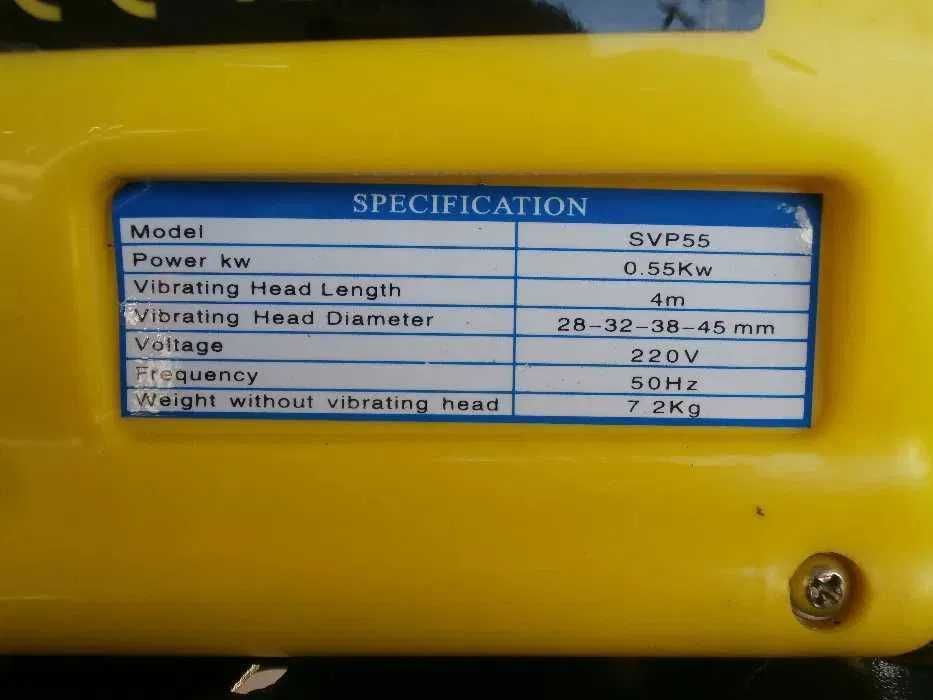 SPECIFICATION
Model SVP55
Power kw 0.55Kw
Vibrating Head Length 4m
Vibrating Head Diameter 28-32-38-45 mm
Voltage 220V
Frequency 50Hz
Weight without vibrating head 7.2Kg